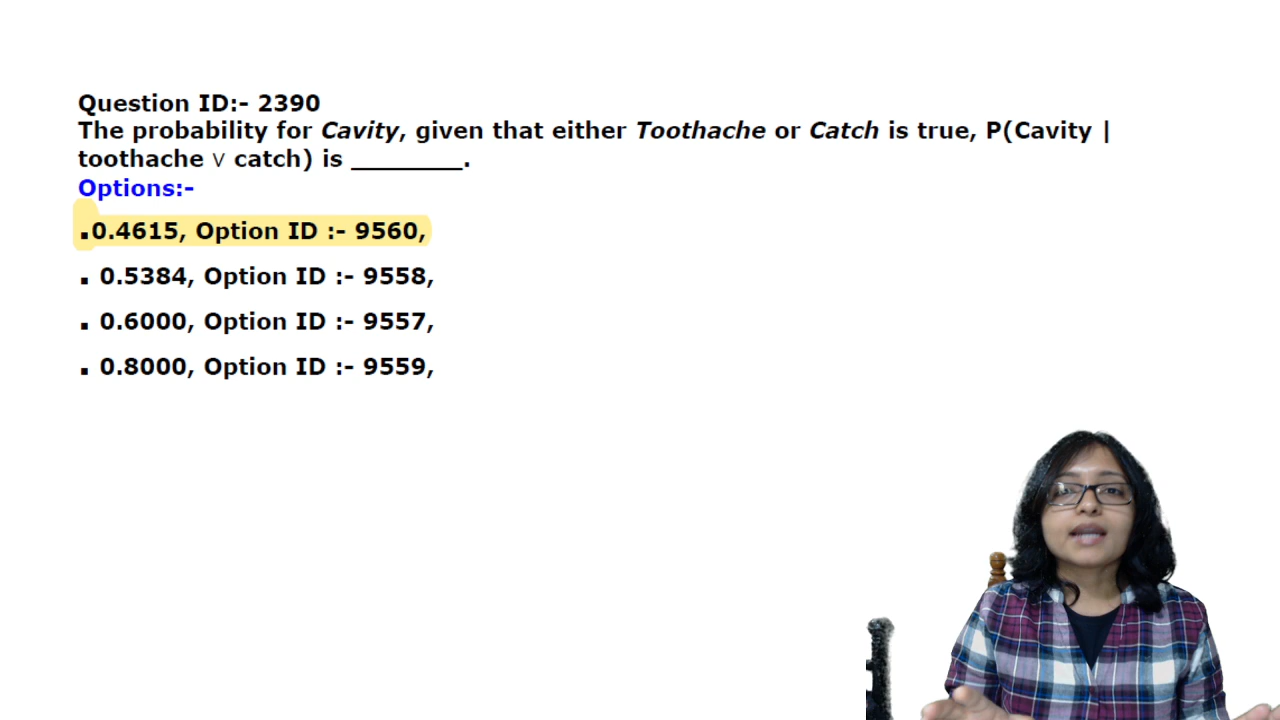 Question ID:- 2390
The probability for Cavity, given that either Toothache or Catch is true, P(Cavity |
toothache ∨ catch) is _________.
Options:-
. 0.4615, Option ID :- 9560,
. 0.5384, Option ID :- 9558,
. 0.6000, Option ID :- 9557,
. 0.8000, Option ID :- 9559,